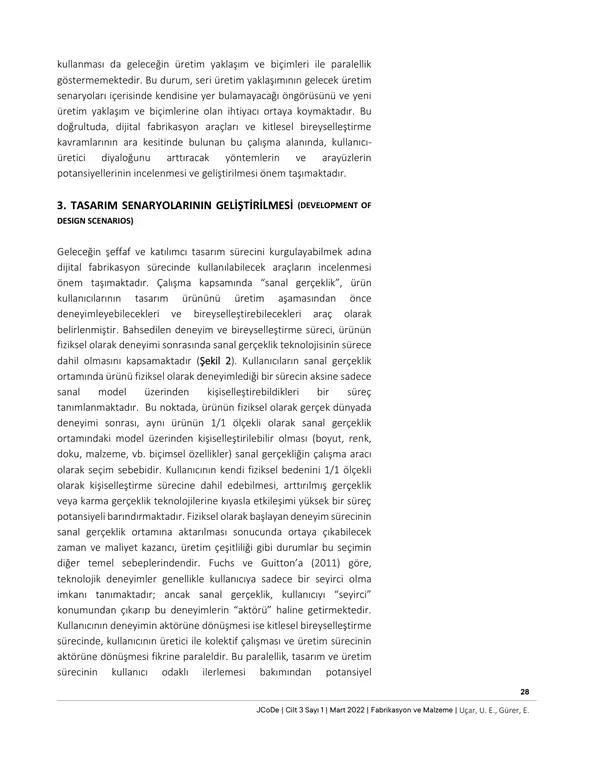 kullanması da geleceğin üretim yaklaşım ve biçimleri ile paralellik
göstermemektedir. Bu durum, seri üretim yaklaşımının gelecek üretim
senaryoları içerisinde kendisine yer bulamayacağı öngörüsünü ve yeni
üretim yaklaşım ve biçimlerine olan ihtiyacı ortaya koymaktadır. Bu
doğrultuda, dijital fabrikasyon araçları ve kitlesel bireyselleştirme
kavramlarının ara kesitinde bulunan bu çalışma alanında, kullanıcı-
üretici diyaloğunu arttıracak yöntemlerin ve arayüzlerin
potansiyellerinin incelenmesi ve geliştirilmesi önem taşımaktadır.
3. TASARIM SENARYOLARININ GELİŞTİRİLMESİ (DEVELOPMENT OF
DESIGN SCENARIOS)
Geleceğin şeffaf ve katılımcı tasarım sürecini kurgulayabilmek adına
dijital fabrikasyon sürecinde kullanılabilecek araçların incelenmesi
önem taşımaktadır. Çalışma kapsamında “sanal gerçeklik”, ürün
kullanıcılarının tasarım ürününü üretim aşamasından önce
deneyimleyebilecekleri ve bireyselleştirebilecekleri araç olarak
belirlenmiştir. Bahsedilen deneyim ve bireyselleştirme süreci, ürünün
fiziksel olarak deneyimi sonrasında sanal gerçeklik teknolojisinin sürece
dahil olmasını kapsamaktadır (Şekil 2). Kullanıcıların sanal gerçeklik
ortamında ürünü fiziksel olarak deneyimlediği bir sürecin aksine sadece
sanal model üzerinden kişiselleştirebildikleri bir süreç
tanımlanmaktadır. Bu noktada, ürünün fiziksel olarak gerçek dünyada
deneyimi sonrası, aynı ürünün 1/1 ölçekli olarak sanal gerçeklik
ortamındaki model üzerinden kişiselleştirilebilir olması (boyut, renk,
doku, malzeme, vb. biçimsel özellikler) sanal gerçekliğin çalışma aracı
olarak seçim sebebidir. Kullanıcının kendi fiziksel bedenini 1/1 ölçekli
olarak kişiselleştirme sürecine dahil edebilmesi, arttırılmış gerçeklik
veya karma gerçeklik teknolojilerine kıyasla etkileşimi yüksek bir süreç
potansiyeli barındırmaktadır. Fiziksel olarak başlayan deneyim sürecinin
sanal gerçeklik ortamına aktarılması sonucunda ortaya çıkabilecek
zaman ve maliyet kazancı, üretim çeşitliliği gibi durumlar bu seçimin
diğer temel sebeplerindendir. Fuchs ve Guitton’a (2011) göre,
teknolojik deneyimler genellikle kullanıcıya sadece bir seyirci olma
imkanı tanımaktadır; ancak sanal gerçeklik, kullanıcıyı “seyirci”
konumundan çıkarıp bu deneyimlerin “aktörü” haline getirmektedir.
Kullanıcının deneyimin aktörüne dönüşmesi ise kitlesel bireyselleştirme
sürecinde, kullanıcının üretici ile kolektif çalışması ve üretim sürecinin
aktörüne dönüşmesi fikrine paraleldir. Bu paralellik, tasarım ve üretim
sürecinin kullanıcı odaklı ilerlemesi bakımından potansiyel
28
JCoDe | Cilt 3 Sayı 1 | Mart 2022 | Fabrikasyon ve Malzeme | Uçar, U. E., Gürer, E.